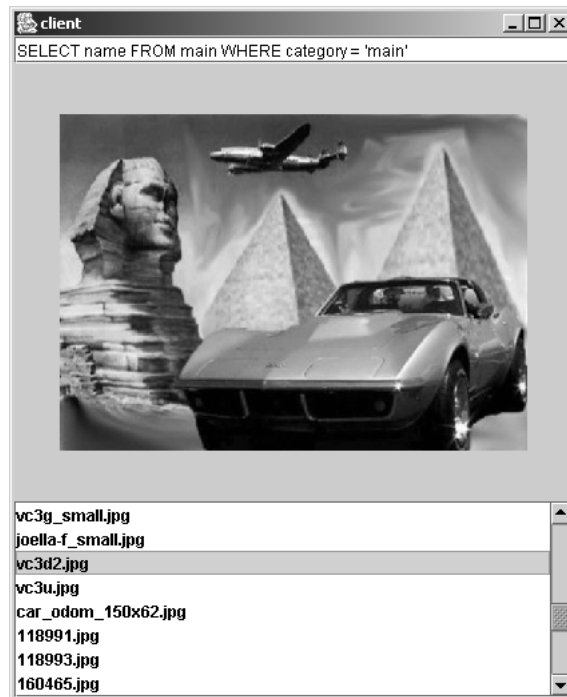 client
SELECT name FROM main WHERE category = 'main'
vc3g_small.jpg
joella-f_small.jpg
vc3d2.jpg
vc3u.jpg
car_odom_150x62.jpg
118991.jpg
118993.jpg
160465.jpg